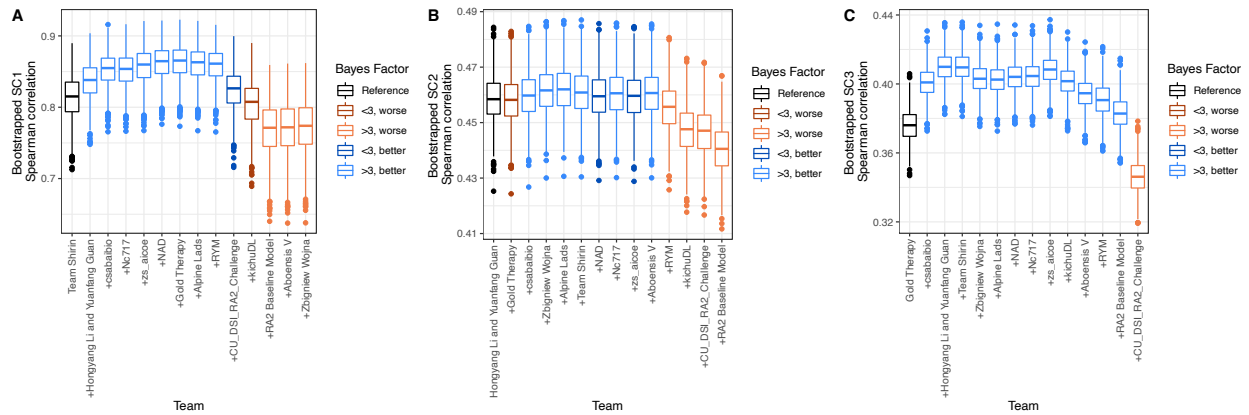 A
Bootstrapped SC1
Spearman correlation
0.9
0.8
0.7
Team Shirin
+Hongyang Li and Yuanfang Guan
+csabaibio
+Nc717
+zs_aicoe
+NAD
+Gold Therapy
+Alpine Lads
+RYM
+CU_DSI_RA2_Challenge
+kichuDL
+RA2 Baseline Model
+Aboensis V
+Zbigniew Wojna
Team
Bayes Factor
Reference
<3, worse
>3, worse
<3, better
>3, better
B
Bootstrapped SC2
Spearman correlation
0.49
0.47
0.45
0.43
0.41
Hongyang Li and Yuanfang Guan
+Gold Therapy
+csabaibio
+Zbigniew Wojna
+Alpine Lads
+Team Shirin
+NAD
+Nc717
+zs_aicoe
+Aboensis V
+RYM
+kichuDL
+CU_DSI_RA2_Challenge
+RA2 Baseline Model
Team
Bayes Factor
Reference
<3, worse
>3, worse
<3, better
>3, better
C
Bootstrapped SC3
Spearman correlation
0.44
0.40
0.36
0.32
Gold Therapy
+csabaibio
+Hongyang Li and Yuanfang Guan
+Team Shirin
+Zbigniew Wojna
+Alpine Lads
+NAD
+Nc717
+zs_aicoe
+kichuDL
+Aboensis V
+RYM
+RA2 Baseline Model
+CU_DSI_RA2_Challenge
Team
Bayes Factor
Reference
<3, worse
>3, worse
<3, better
>3, better